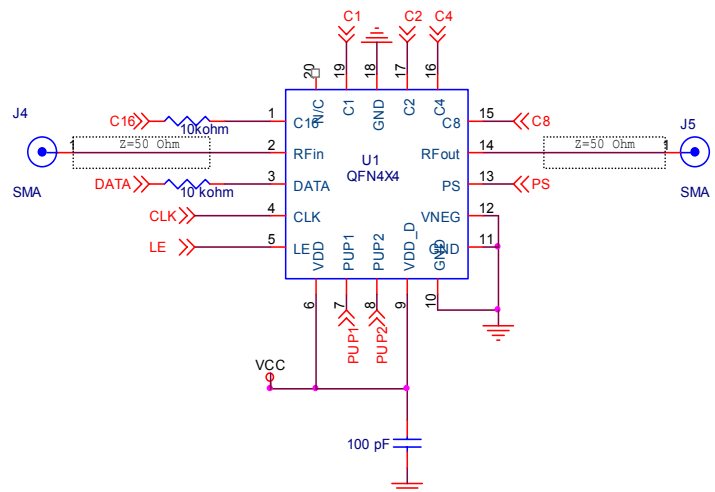 C1
C2
C4
20
19
18
17
16
N/C
C1
GND
C2
C4
J4
C16
10kohm
1
C16
C8
15
C8
J5
1
Z=50 Ohm
2
RFin
U1
QFN4X4
RFout
14
Z=50 Ohm
1
SMA
DATA
10 kohm
3
DATA
PS
13
PS
SMA
CLK
4
CLK
VNEG
12
LE
5
LE
GND
11
VDD
PUP1
PUP2
VDD_D
GND
6
7
8
9
10
PUP1
PUP2
VCC
100 pF